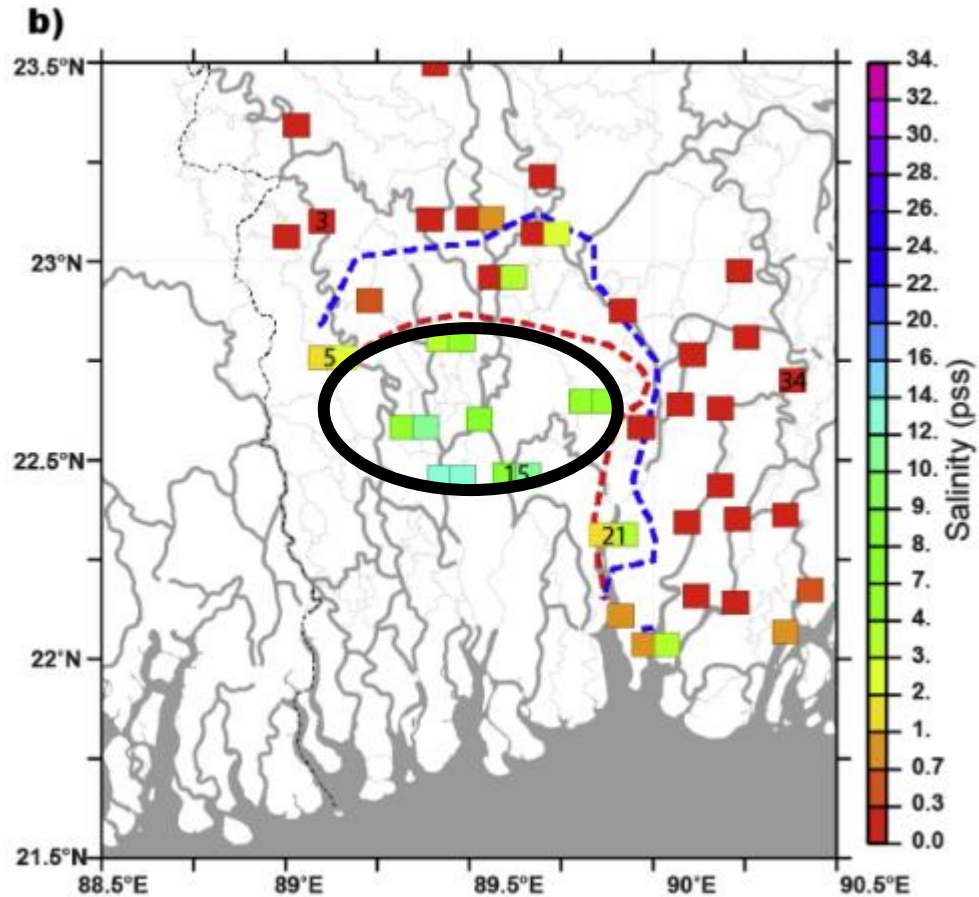 b)
23.5°N
23°N
22.5°N
22°N
21.5°N
88.5°E
89°E
89.5°E
90°E
90.5°E
3
5
34
15
21
34.
32.
30.
28.
26.
24.
22.
20.
16.
14.
12.
10.
9.
8.
7.
4.
3.
2.
1.
0.7
0.3
0.0
Salinity (pss)